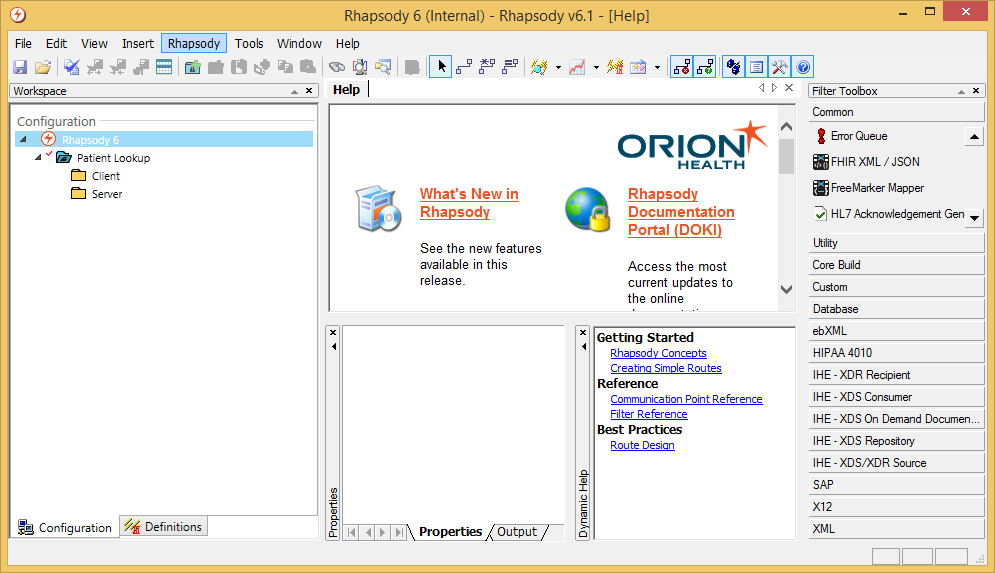 Rhapsody 6 (Internal) - Rhapsody v6.1 - [Help]
File Edit View Insert Rhapsody Tools Window Help
Workspace
Configuration
Rhapsody 6
Patient Lookup
Client
Server
Configuration
Definitions
Help
ORION
HEALTH
What's New in
Rhapsody
See the new features
available in this
release.
Rhapsody
Documentation
Portal (DOKI)
Access the most
current updates to
the online
Properties
Properties
Output
Dynamic Help
Getting Started
Rhapsody Concepts
Creating Simple Routes
Reference
Communication Point Reference
Filter Reference
Best Practices
Route Design
Filter Toolbox
Common
Error Queue
FHIR XML / JSON
FreeMarker Mapper
HL7 Acknowledgement Gen
Utility
Core Build
Custom
Database
ebXML
HIPAA 4010
IHE - XDR Recipient
IHE - XDS Consumer
IHE - XDS On Demand Documen...
IHE - XDS Repository
IHE - XDS/XDR Source
SAP
X12
XML